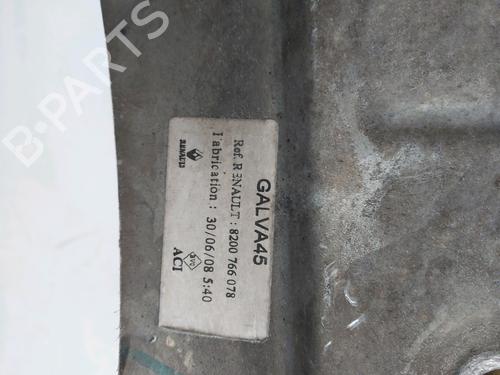 GALVA45
Ref. RENAULT : 8200 766 078
Fabrication : 30/06/08 5:40
RENAULT
ACI
B-PARTS